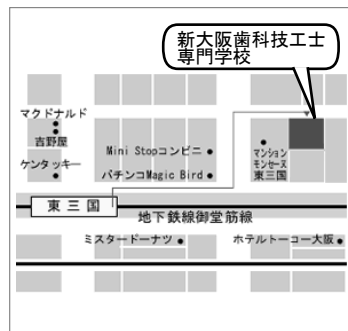 新大阪歯科技工士
専門学校
マクドナルド
吉野屋
ケンタッキー
Mini Stopコンビニ
パチンコMagic Bird
マンション
モンセーヌ
東三国
東三国
地下鉄線御堂筋線
ミスタードーナツ
ホテルトーコー大阪